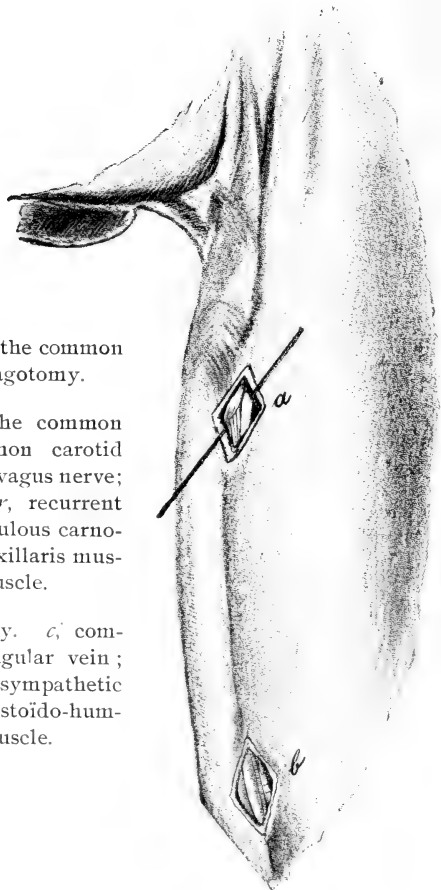 the common
agotomy.
he common
non carotid
vagus nerve;
r, recurrent
ulous carno-
xillaris mus-
uscle.
a
y. c, com-
gular vein;
sympathetic
stoïdo-hum-
uscle.
b